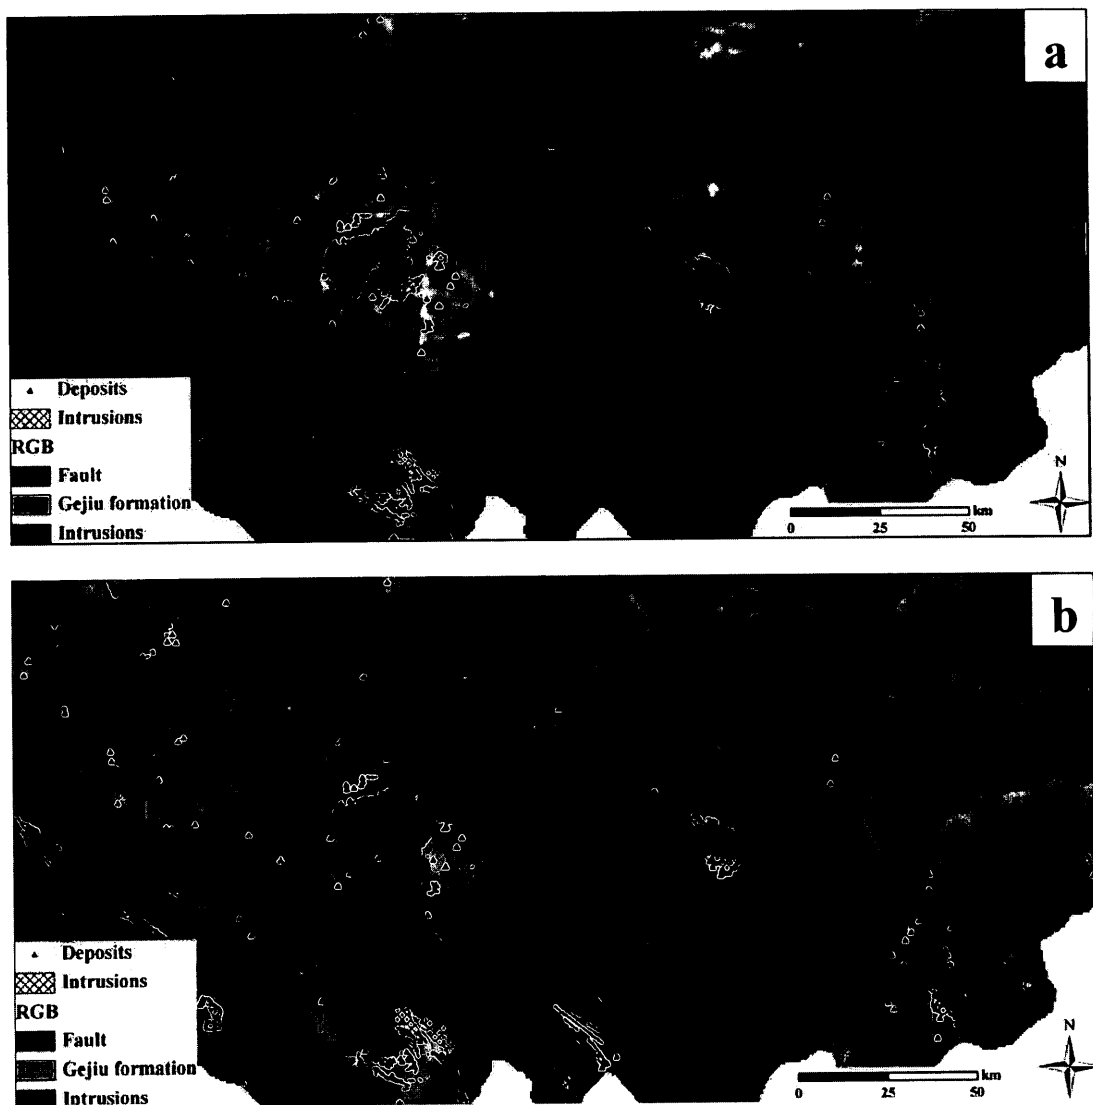 a
Deposits
Intrusions
RGB
Fault
Gejiu formation
Intrusions
N
km
0 25 50
b
Deposits
Intrusions
RGB
Fault
Gejiu formation
Intrusions
N
km
0 25 50